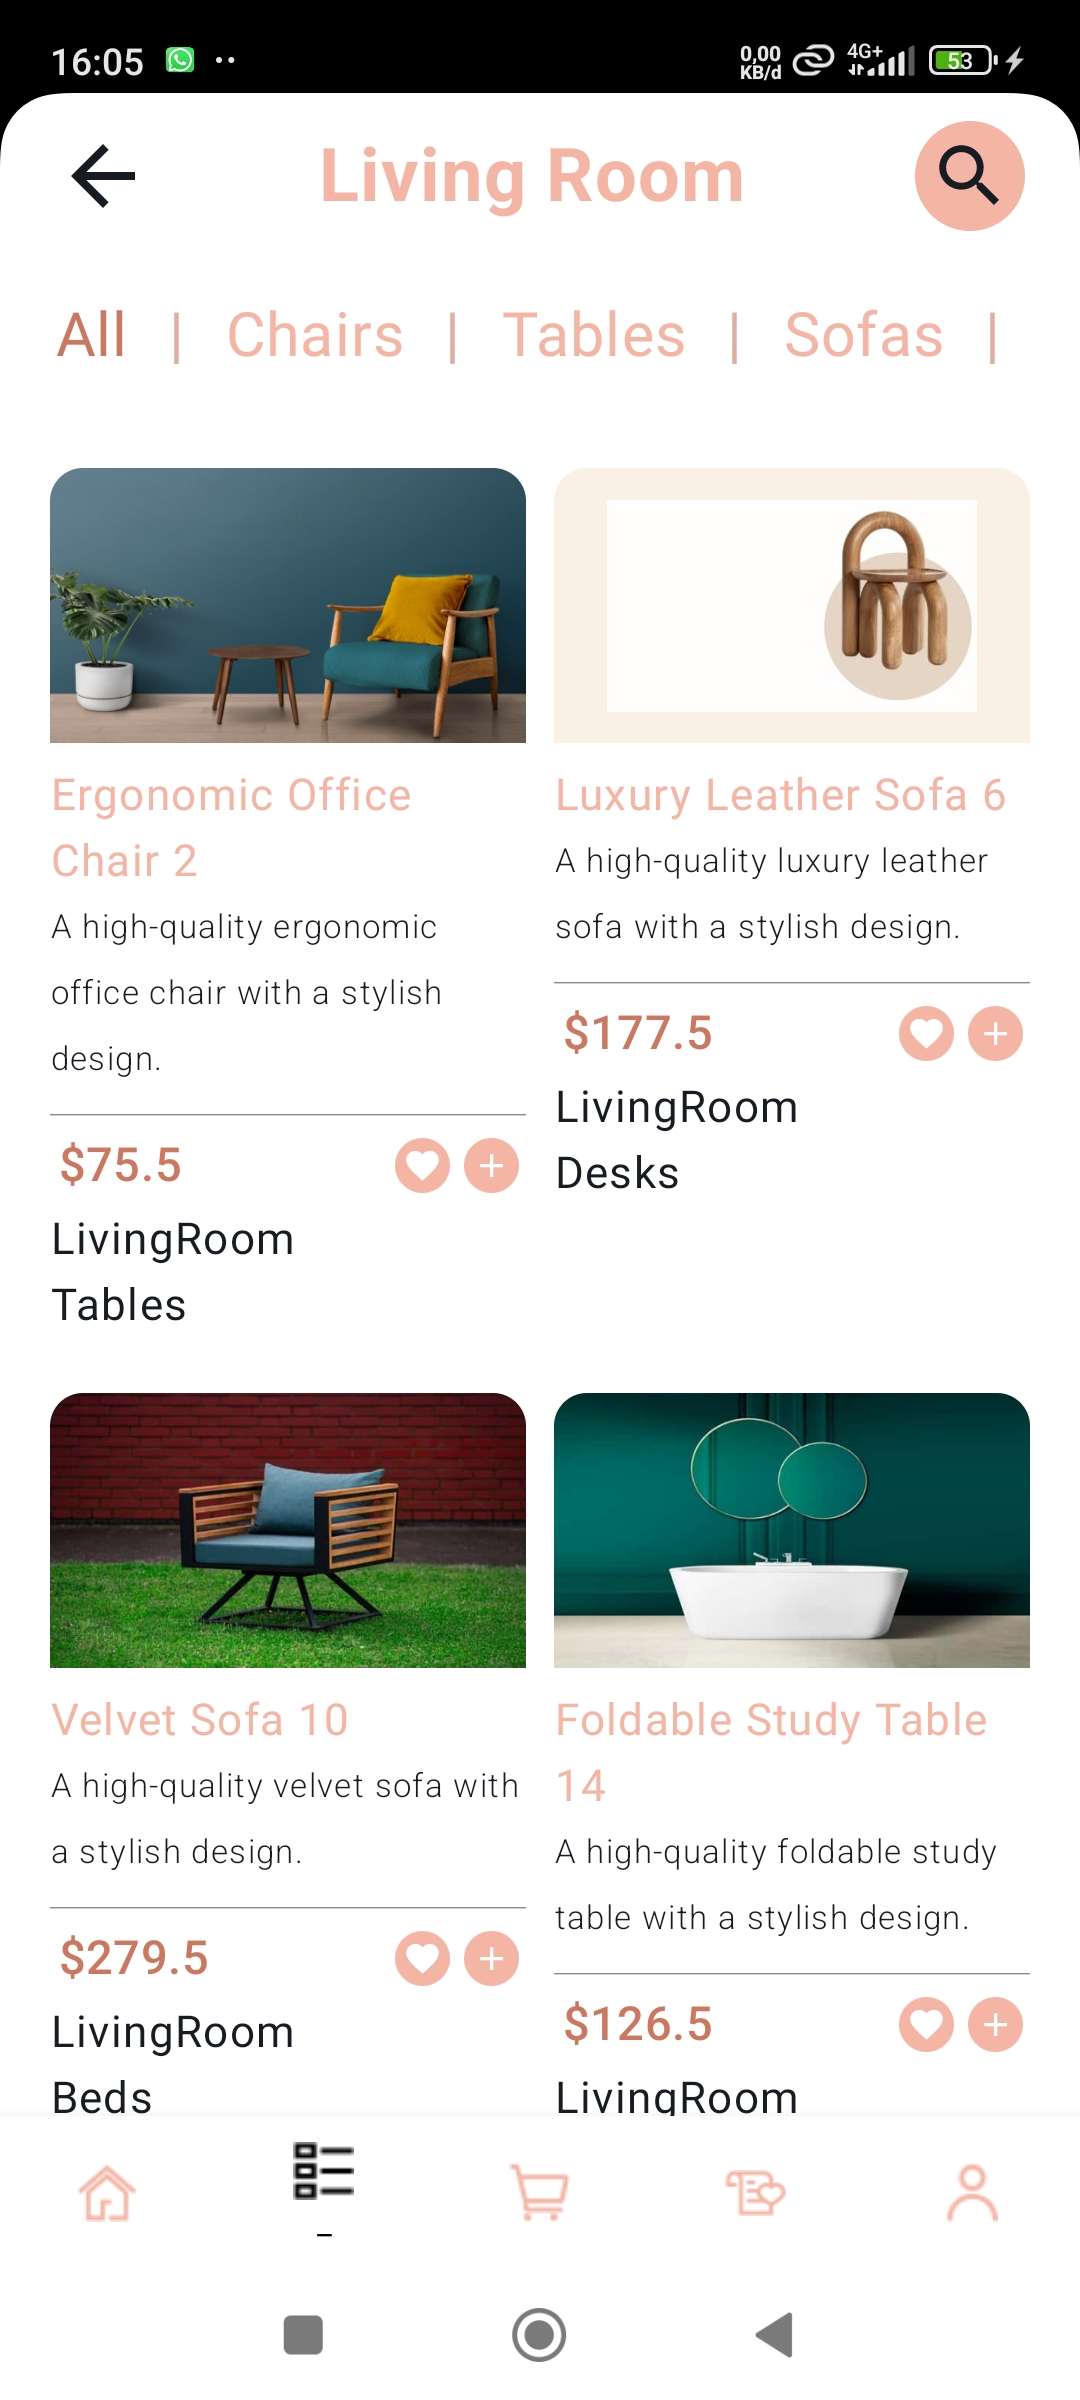 16:05
0,00
KB/d
4G+
53
Living Room
All | Chairs | Tables | Sofas |
Ergonomic Office
Chair 2
A high-quality ergonomic
office chair with a stylish
design.
$75.5
LivingRoom
Tables
Luxury Leather Sofa 6
A high-quality luxury leather
sofa with a stylish design.
$177.5
LivingRoom
Desks
Velvet Sofa 10
A high-quality velvet sofa with
a stylish design.
$279.5
LivingRoom
Beds
Foldable Study Table
14
A high-quality foldable study
table with a stylish design.
$126.5
LivingRoom